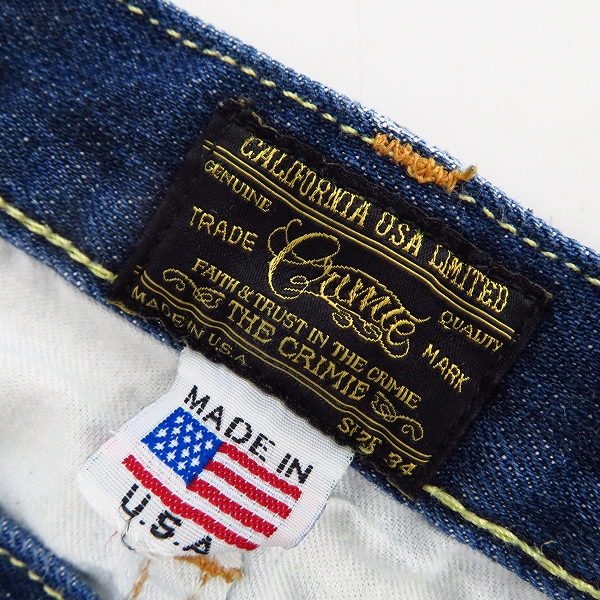 CALIFORNIA USA LIMITED
GENUINE QUALITY
TRADE Crimie MARK
FAITH & TRUST IN THE CRIMIE
THE CRIMIE
MADE IN U.S.A SIZE 34
MADE IN
U.S.A